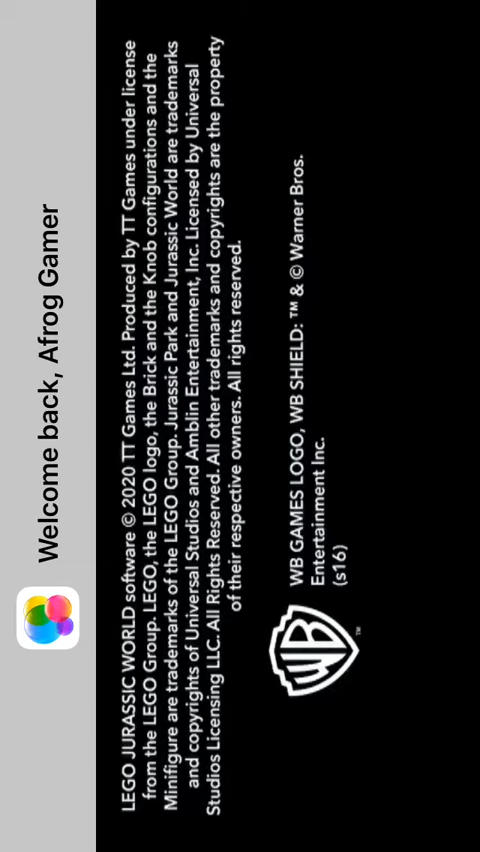 Welcome back, Afrog Gamer
LEGO JURASSIC WORLD software © 2020 TT Games Ltd. Produced by TT Games under license
from the LEGO Group. LEGO, the LEGO logo, the Brick and the Knob configurations and the
Minifigure are trademarks of the LEGO Group. Jurassic Park and Jurassic World are trademarks
and copyrights of Universal Studios and Amblin Entertainment, Inc. Licensed by Universal
Studios Licensing LLC. All Rights Reserved. All other trademarks and copyrights are the property
of their respective owners. All rights reserved.
WB GAMES LOGO, WB SHIELD: ™ & © Warner Bros.
Entertainment Inc.
(s16)
WB
™